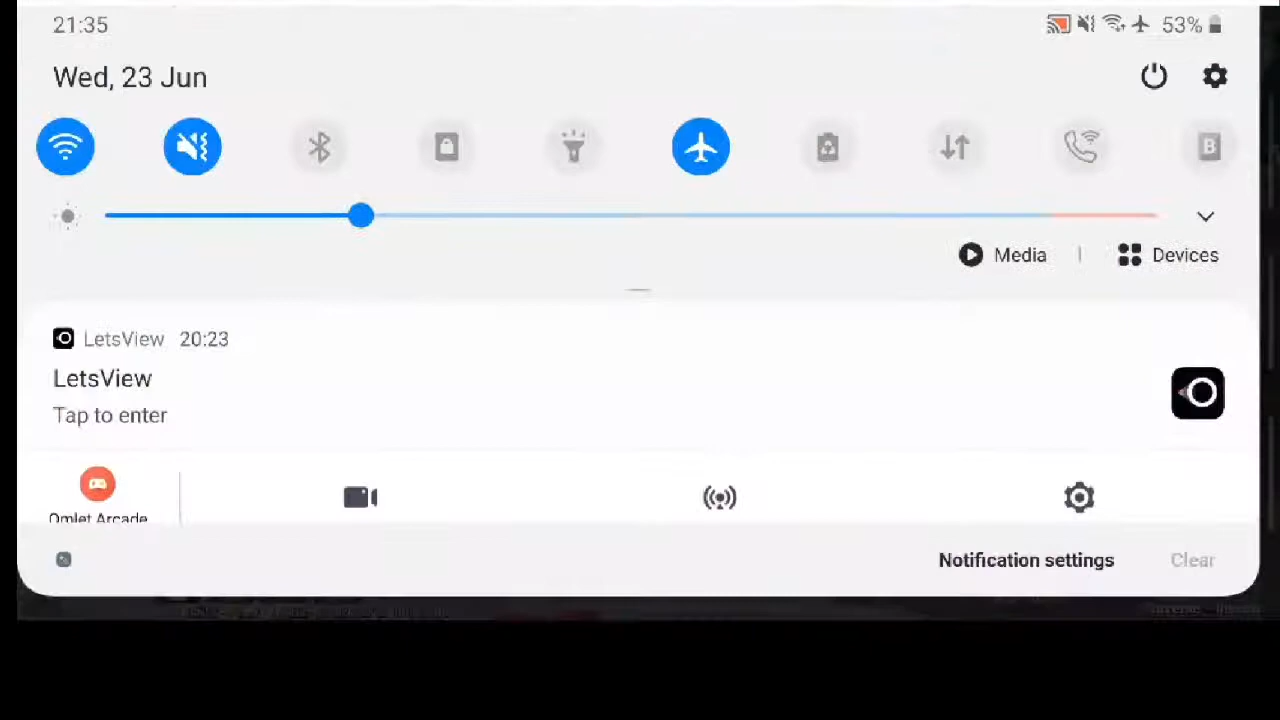 21:35
53%
Wed, 23 Jun
Media
Devices
LetsView 20:23
LetsView
Tap to enter
Omlet Arcade
Notification settings
Clear